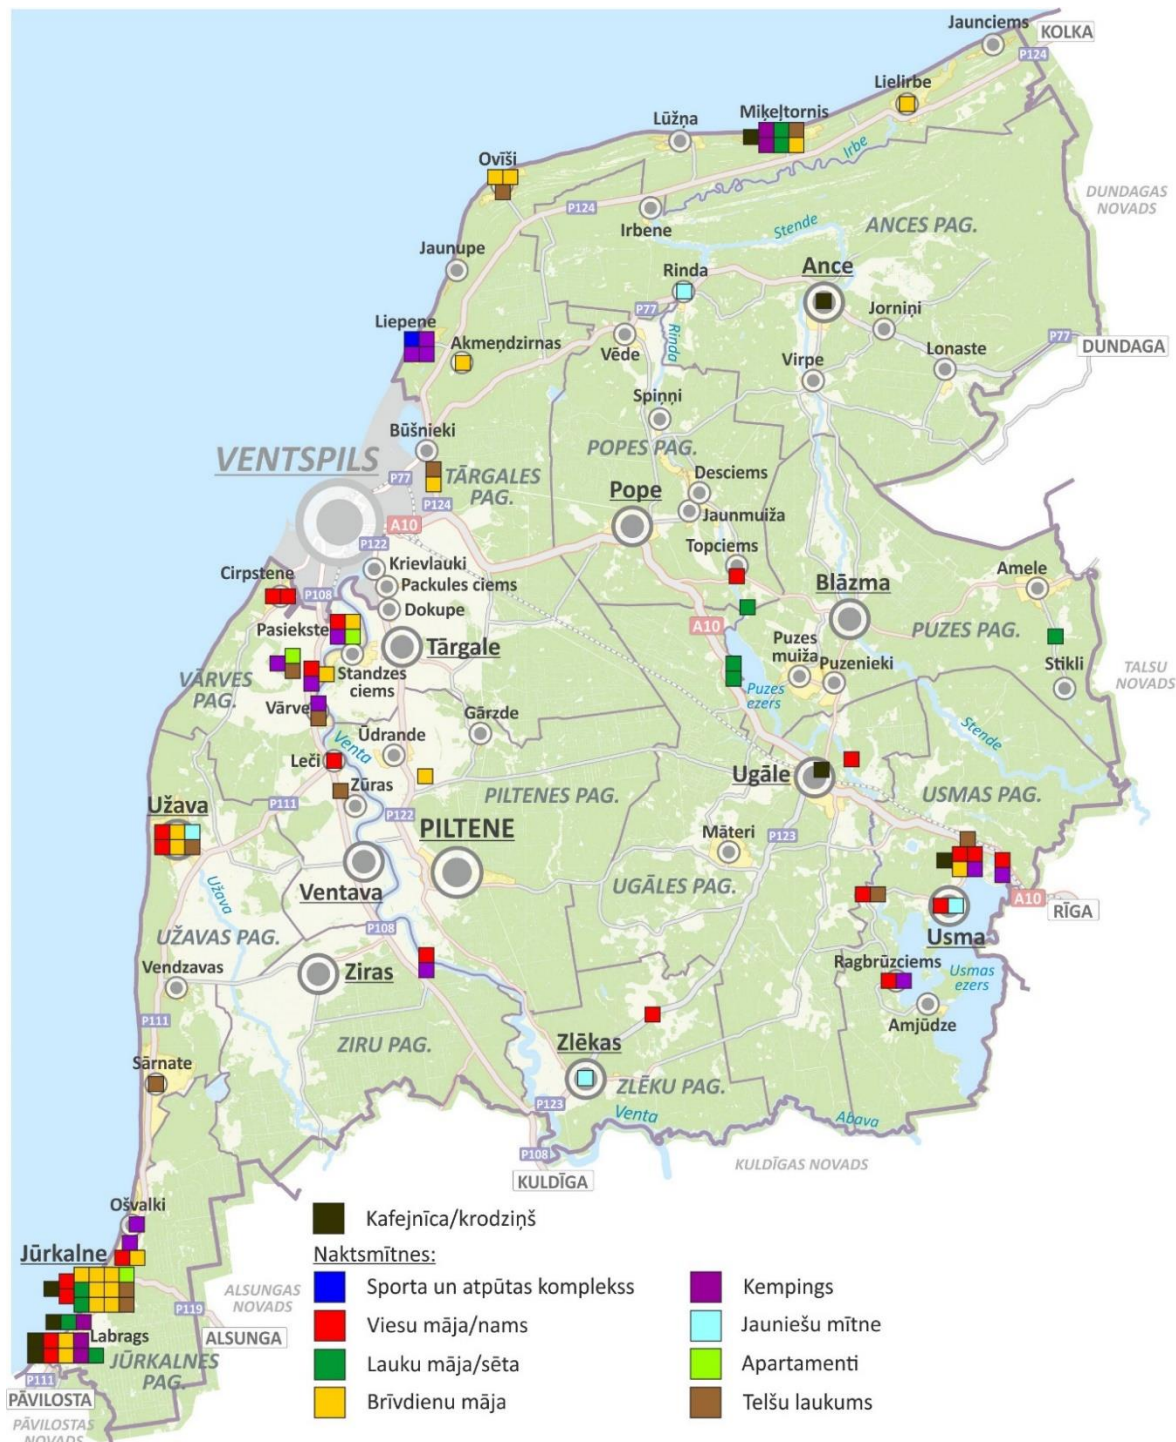 Jaunciems
KOLKA
P124
Lielirbe
Miķeļtornis
Lūžņa
Irbe
Ovīši
DUNDAGAS
NOVADS
P124
Irbene
Stende
ANCES PAG.
Jaunupe
Rinda
Ance
P77
Jorniņi
Liepene
Akmeņdzirnas
Vēde
Rinda
Virpe
Lonaste
P77
DUNDAGA
Spiņņi
Būšnieki
POPES PAG.
VENTSPILS
P77
TĀRGALES
PAG.
P124
Desciems
Pope
Jaunmuiža
A10
P122
Topciems
Krievlauki
Cirpstene
Packules ciems
P108
Dokupe
Blāzma
Amele
A10
Pasiekste
Tārgale
PUZES PAG.
Puzes
muiža
Puzenieki
Stikli
TALSU
NOVADS
VĀRVES
PAG.
Standzes
ciems
Puzes
ezers
Vārve
Gārzde
Venta
Ūdrande
Stende
Leči
Ugāle
Zūras
PILTENES PAG.
USMAS PAG.
P111
Užava
P122
PILTENE
Māteri
P123
Ventava
Užava
UGĀLES PAG.
A10
RĪGA
Usma
P108
UŽAVAS PAG.
Ragbrūzciems
Vendzavas
Ziras
Usmas
ezers
Amjūdze
P111
ZIRU PAG.
Zlēkas
Sārnate
ZLĒKU PAG.
P123
Venta
Abava
P108
KULDĪGA
KULDĪGAS NOVADS
Ošvalki
Kafejnīca/krodziņš
Jūrkalne
Naktsmītnes:
ALSUNGAS
NOVADS
Sporta un atpūtas komplekss
Kempings
P119
Viesu māja/nams
Jauniešu mītne
Labrags
ALSUNGA
JŪRKALNES
PAG.
Lauku māja/sēta
Apartamenti
P111
PĀVILOSTA
Brīvdienu māja
Telšu laukums
PĀVILOSTAS
NOVADS